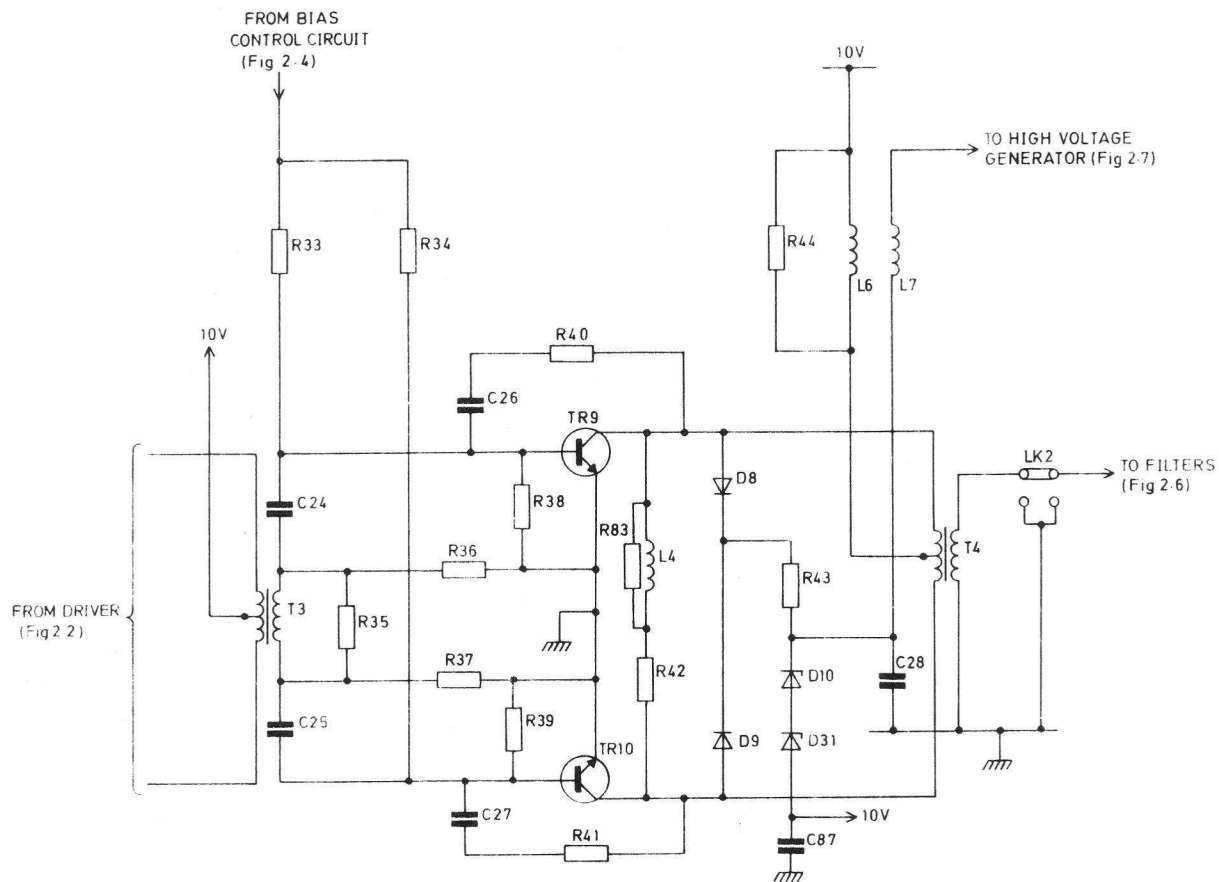 FROM BIAS
CONTROL CIRCUIT
(Fig 2·4)
10V
TO HIGH VOLTAGE
GENERATOR (Fig 2·7)
R33
R34
R44
L6
L7
10V
R40
C26
TR9
LK2
TO FILTERS
(Fig 2·6)
D8
C24
R38
R83
L4
R36
R43
T4
FROM DRIVER
(Fig 2 2)
T3
R35
R37
R42
D10
C28
C25
R39
D9
D31
TR10
C27
10V
R41
C87